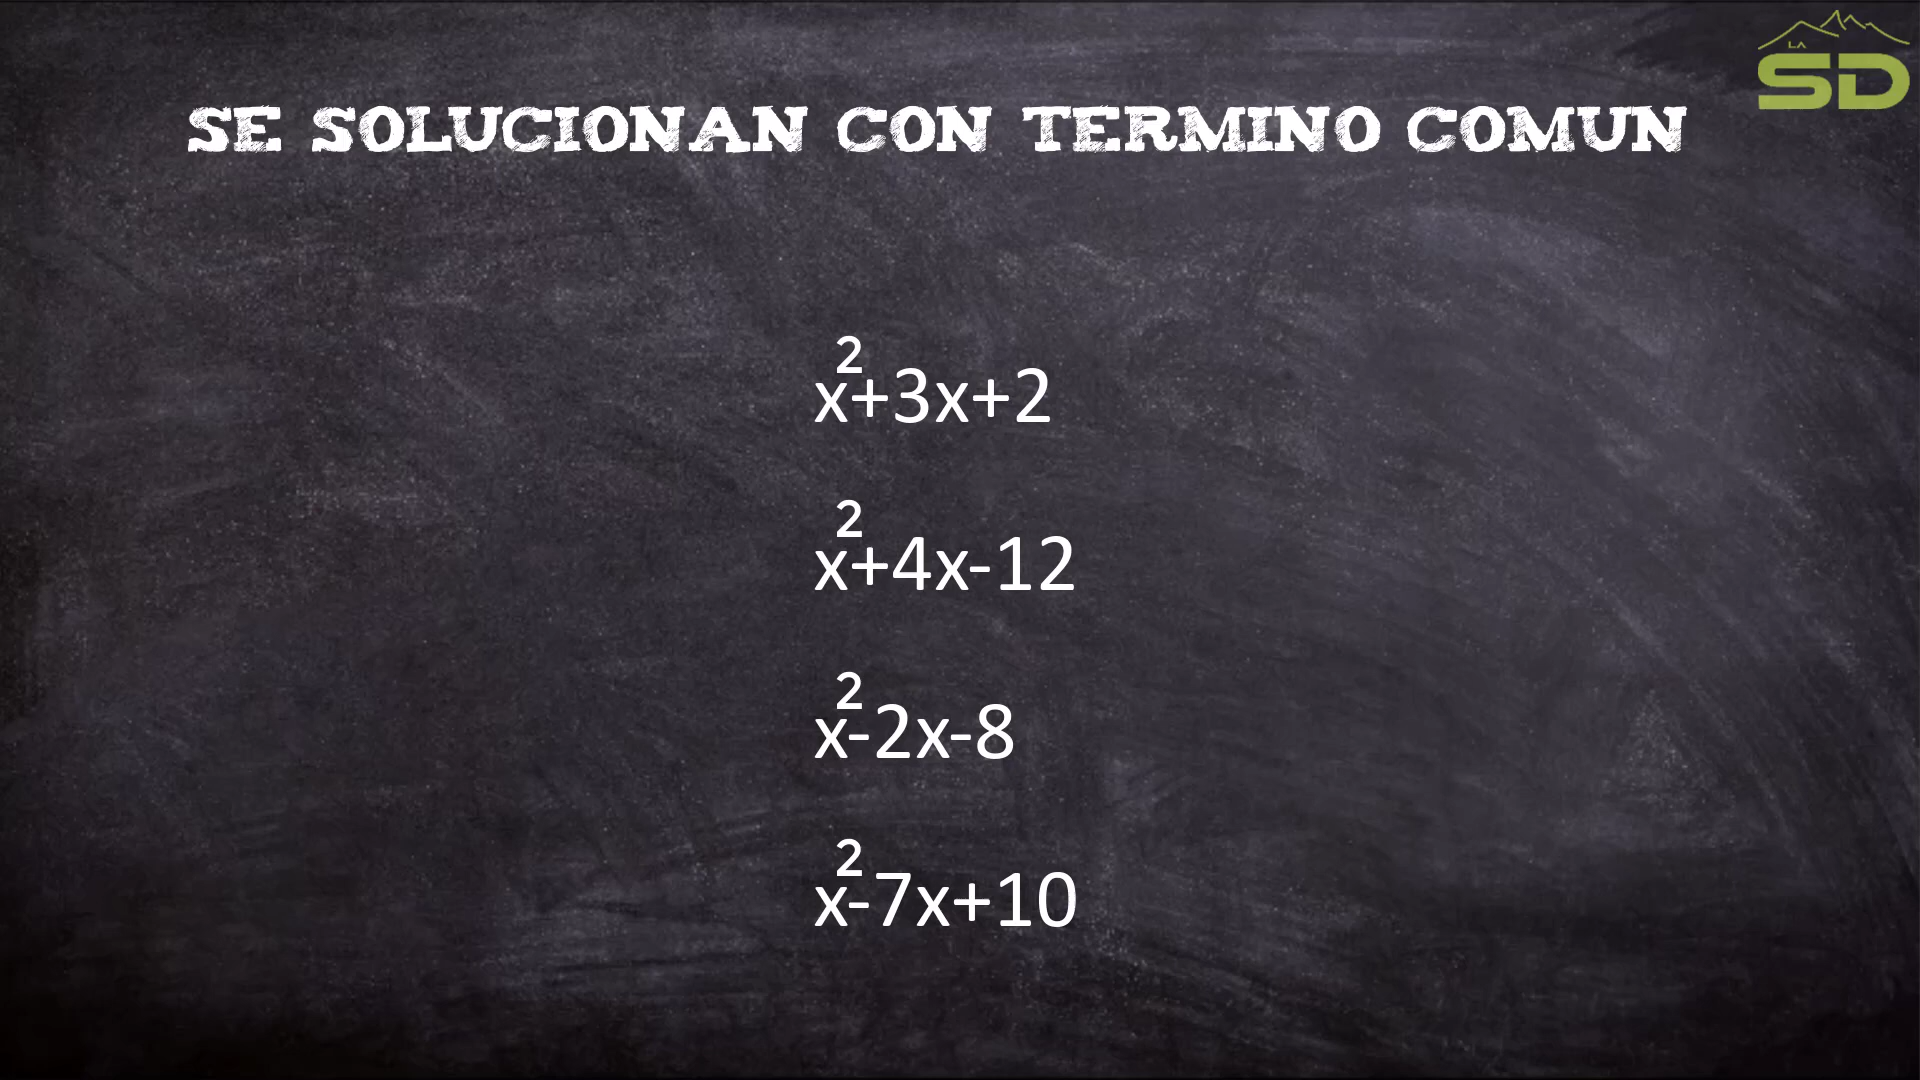 LA
SD
SE SOLUCIONAN CON TERMINO COMUN
x²+3x+2
x²+4x-12
x²-2x-8
x²-7x+10